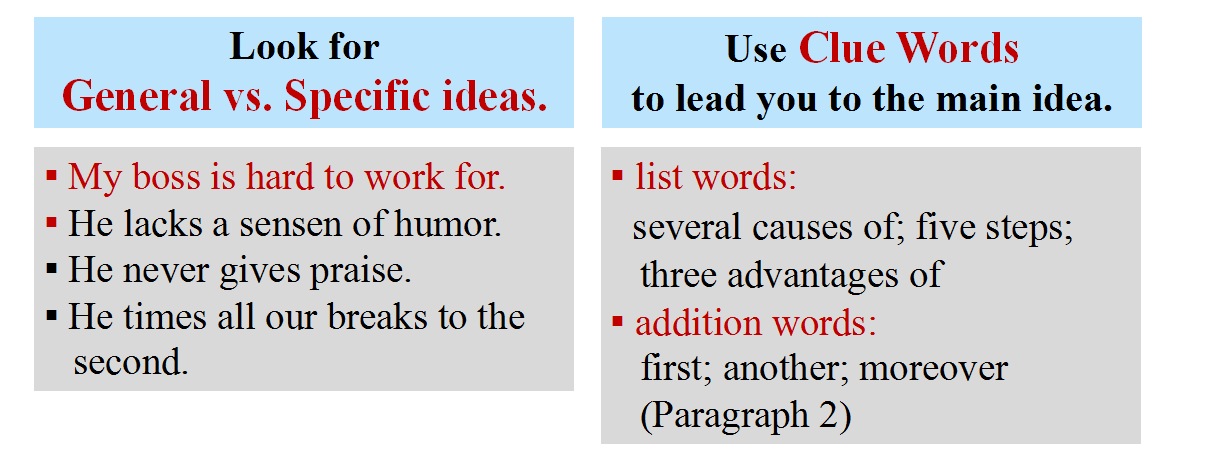 Look for
General vs. Specific ideas.
▪ My boss is hard to work for.
▪ He lacks a sensen of humor.
▪ He never gives praise.
▪ He times all our breaks to the
second.
Use Clue Words
to lead you to the main idea.
▪ list words:
several causes of; five steps;
three advantages of
▪ addition words:
first; another; moreover
(Paragraph 2)